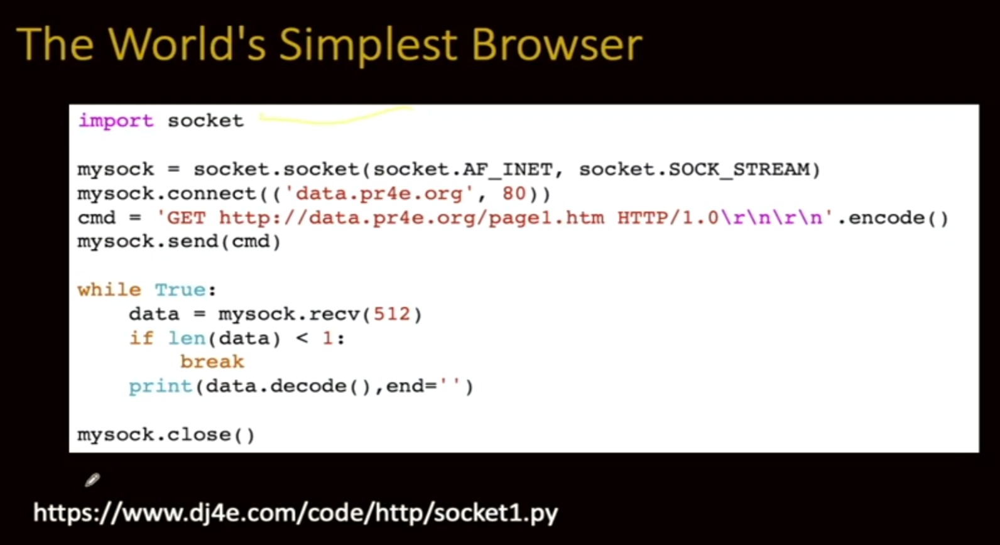 The World's Simplest Browser
import socket
mysock = socket.socket(socket.AF_INET, socket.SOCK_STREAM)
mysock.connect(('data.pr4e.org', 80))
cmd = 'GET http://data.pr4e.org/page1.htm HTTP/1.0\r\n\r\n'.encode()
mysock.send(cmd)
while True:
    data = mysock.recv(512)
    if len(data) < 1:
        break
    print(data.decode(),end='')
mysock.close()
https://www.dj4e.com/code/http/socket1.py